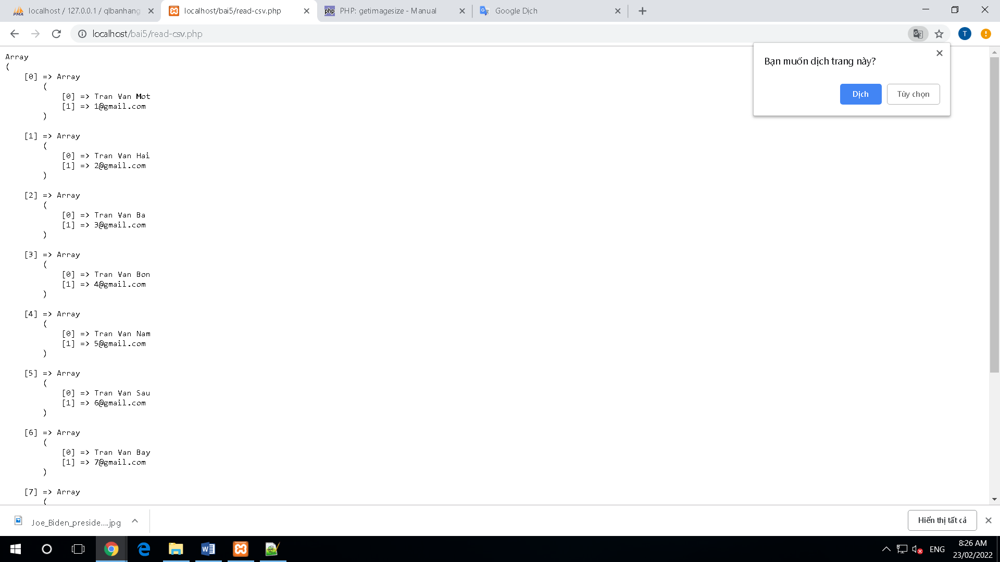 localhost / 127.0.0.1 / qlbanhang
localhost/bai5/read-csv.php
PHP: getimagesize - Manual
Google Dịch
localhost/bai5/read-csv.php
T
Bạn muốn dịch trang này?
Dịch
Tùy chọn
Array
(
[0] => Array
(
[0] => Tran Van Mot
[1] => 1@gmail.com
)
[1] => Array
(
[0] => Tran Van Hai
[1] => 2@gmail.com
)
[2] => Array
(
[0] => Tran Van Ba
[1] => 3@gmail.com
)
[3] => Array
(
[0] => Tran Van Bon
[1] => 4@gmail.com
)
[4] => Array
(
[0] => Tran Van Nam
[1] => 5@gmail.com
)
[5] => Array
(
[0] => Tran Van Sau
[1] => 6@gmail.com
)
[6] => Array
(
[0] => Tran Van Bay
[1] => 7@gmail.com
)
[7] => Array
(
Joe_Biden_preside....jpg
Hiển thị tất cả
ENG
8:26 AM
23/02/2022